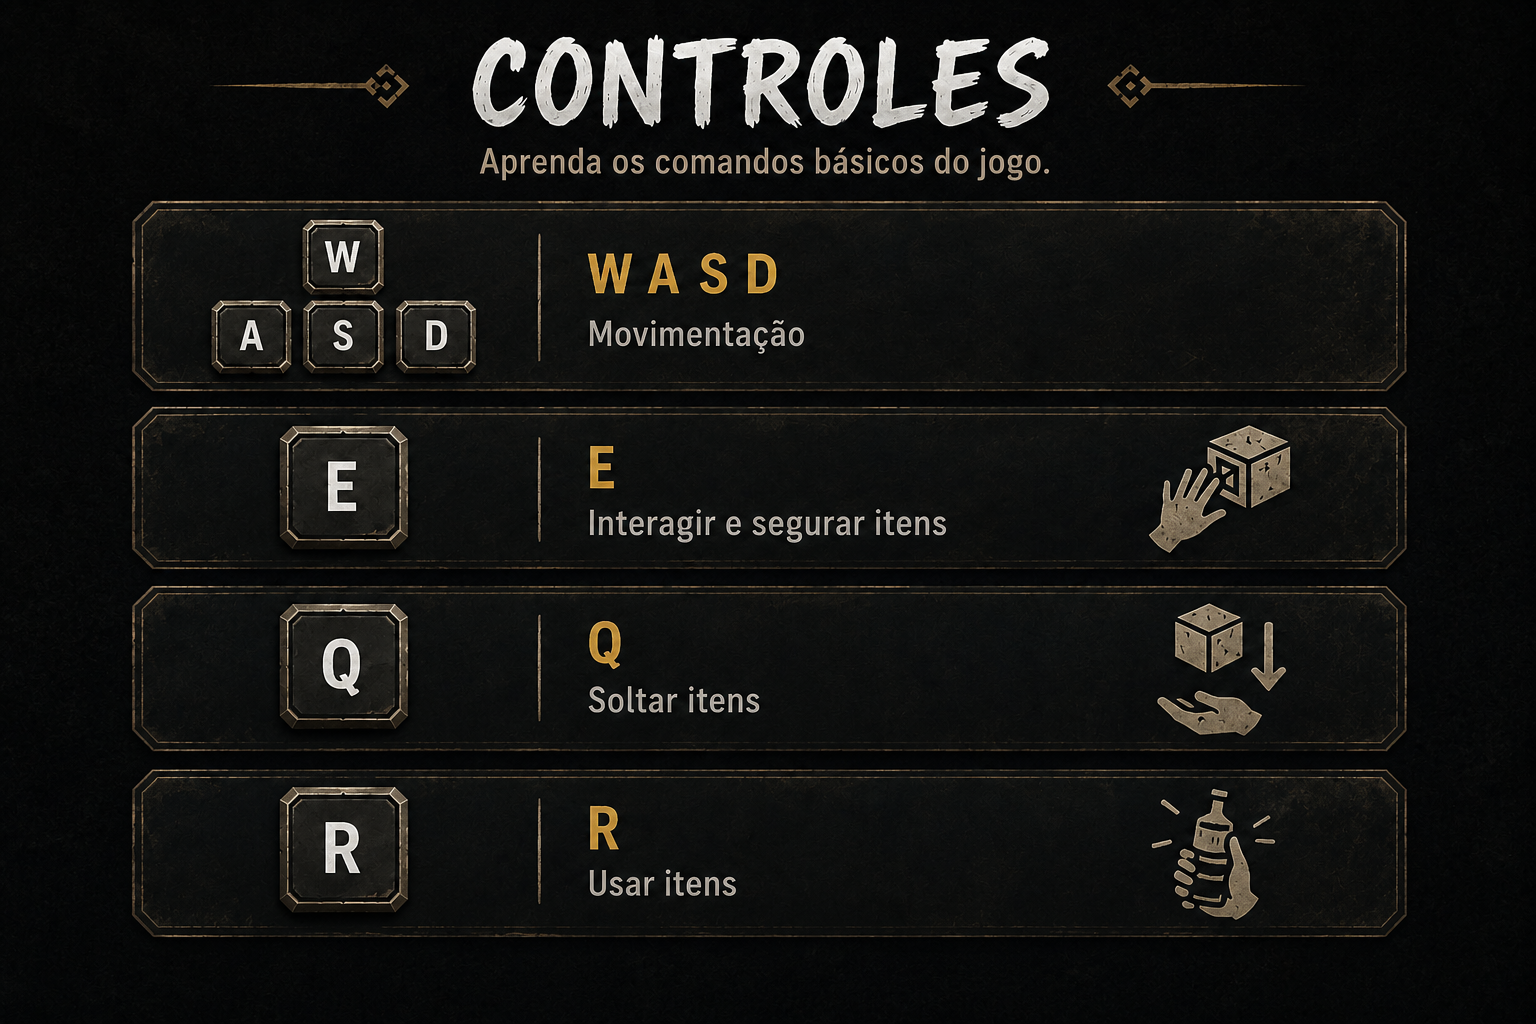 CONTROLES
Aprenda os comandos básicos do jogo.
W
A S D
W A S D
Movimentação
E
E
Interagir e segurar itens
Q
Q
Soltar itens
R
R
Usar itens